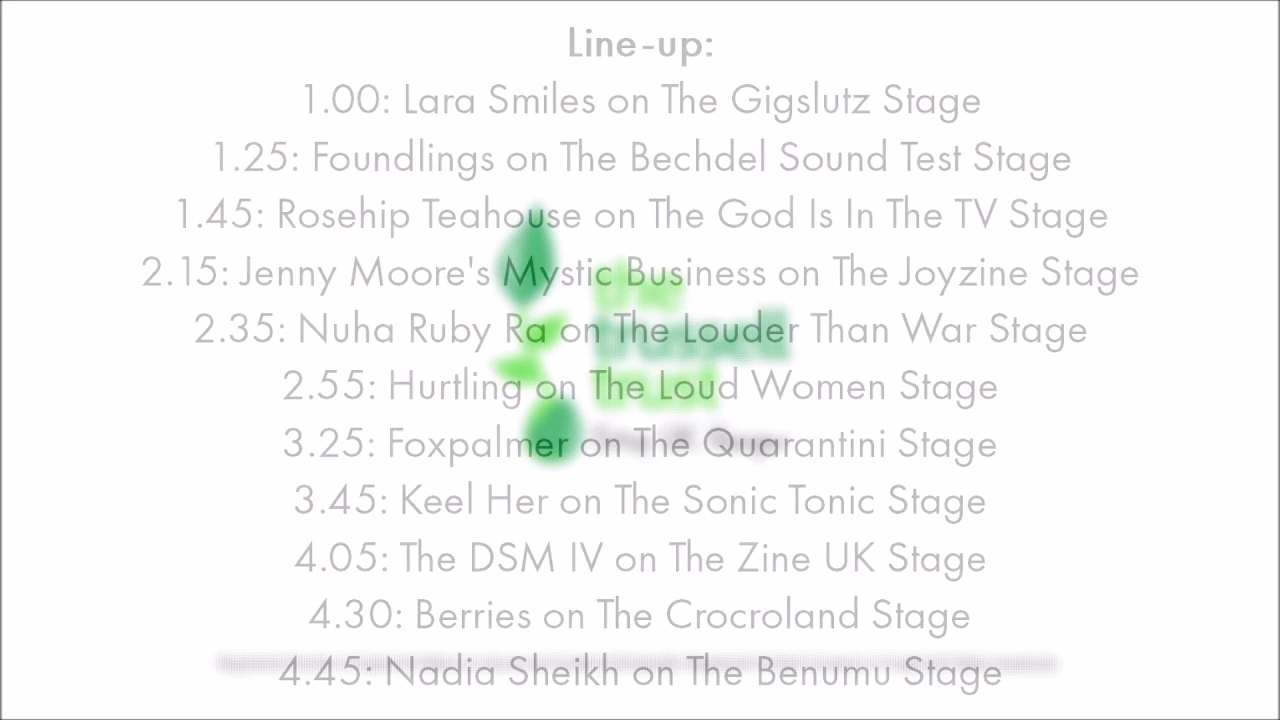 Line-up:
1.00: Lara Smiles on The Gigslutz Stage
1.25: Foundlings on The Bechdel Sound Test Stage
1.45: Rosehip Teahouse on The God Is In The TV Stage
2.15: Jenny Moore's Mystic Business on The Joyzine Stage
2.35: Nuha Ruby Ra on The Louder Than War Stage
2.55: Hurtling on The Loud Women Stage
3.25: Foxpalmer on The Quarantini Stage
3.45: Keel Her on The Sonic Tonic Stage
4.05: The DSM IV on The Zine UK Stage
4.30: Berries on The Crocroland Stage
4.45: Nadia Sheikh on The Benumu Stage
the
trussell
trust